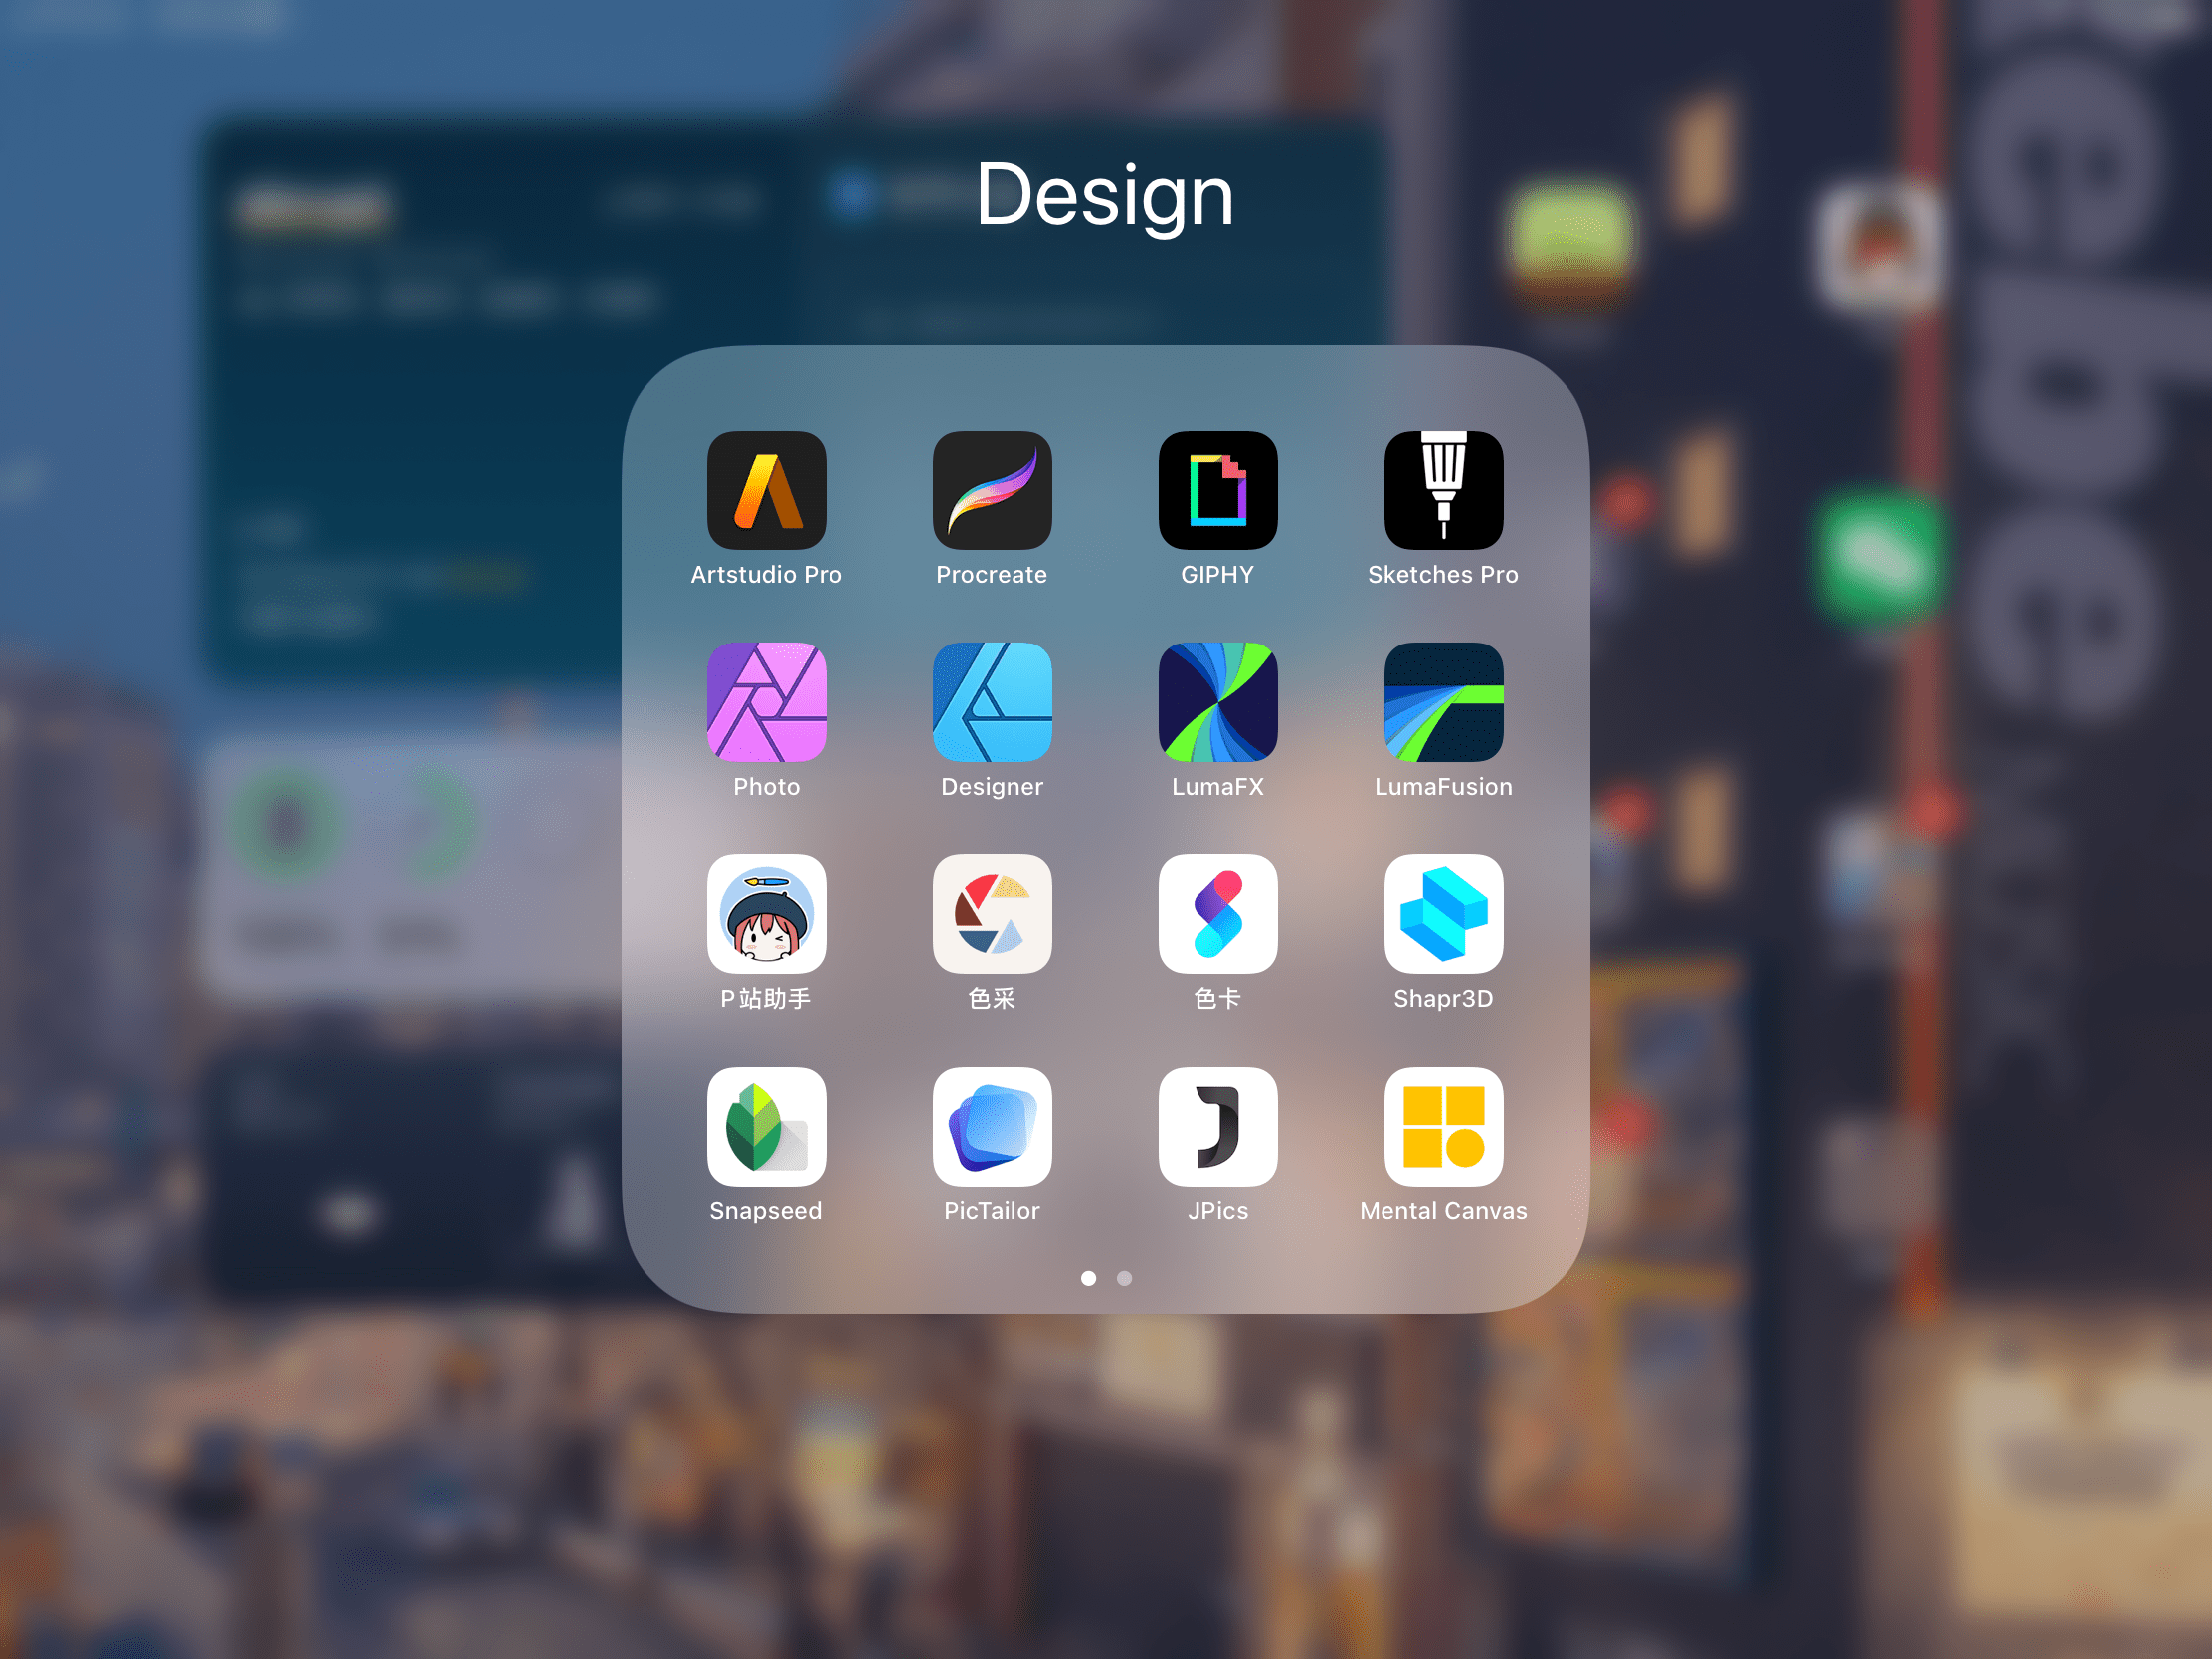 Design
Artstudio Pro
Procreate
GIPHY
Sketches Pro
Photo
Designer
LumaFX
LumaFusion
P站助手
色采
色卡
Shapr3D
Snapseed
PicTailor
JPics
Mental Canvas